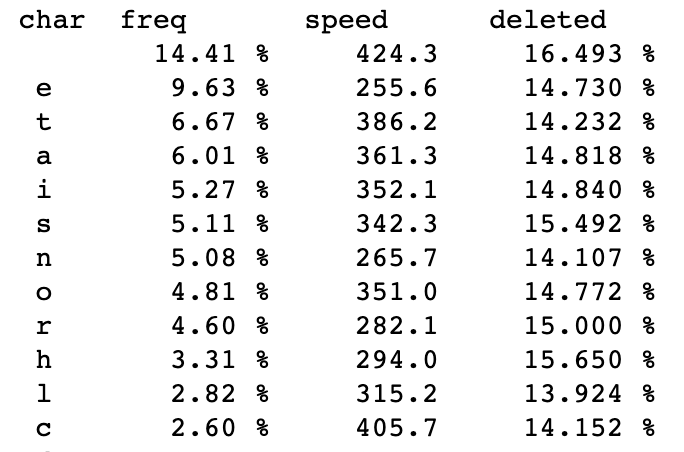 char freq speed deleted
14.41 % 424.3 16.493 %
e 9.63 % 255.6 14.730 %
t 6.67 % 386.2 14.232 %
a 6.01 % 361.3 14.818 %
i 5.27 % 352.1 14.840 %
s 5.11 % 342.3 15.492 %
n 5.08 % 265.7 14.107 %
o 4.81 % 351.0 14.772 %
r 4.60 % 282.1 15.000 %
h 3.31 % 294.0 15.650 %
l 2.82 % 315.2 13.924 %
c 2.60 % 405.7 14.152 %